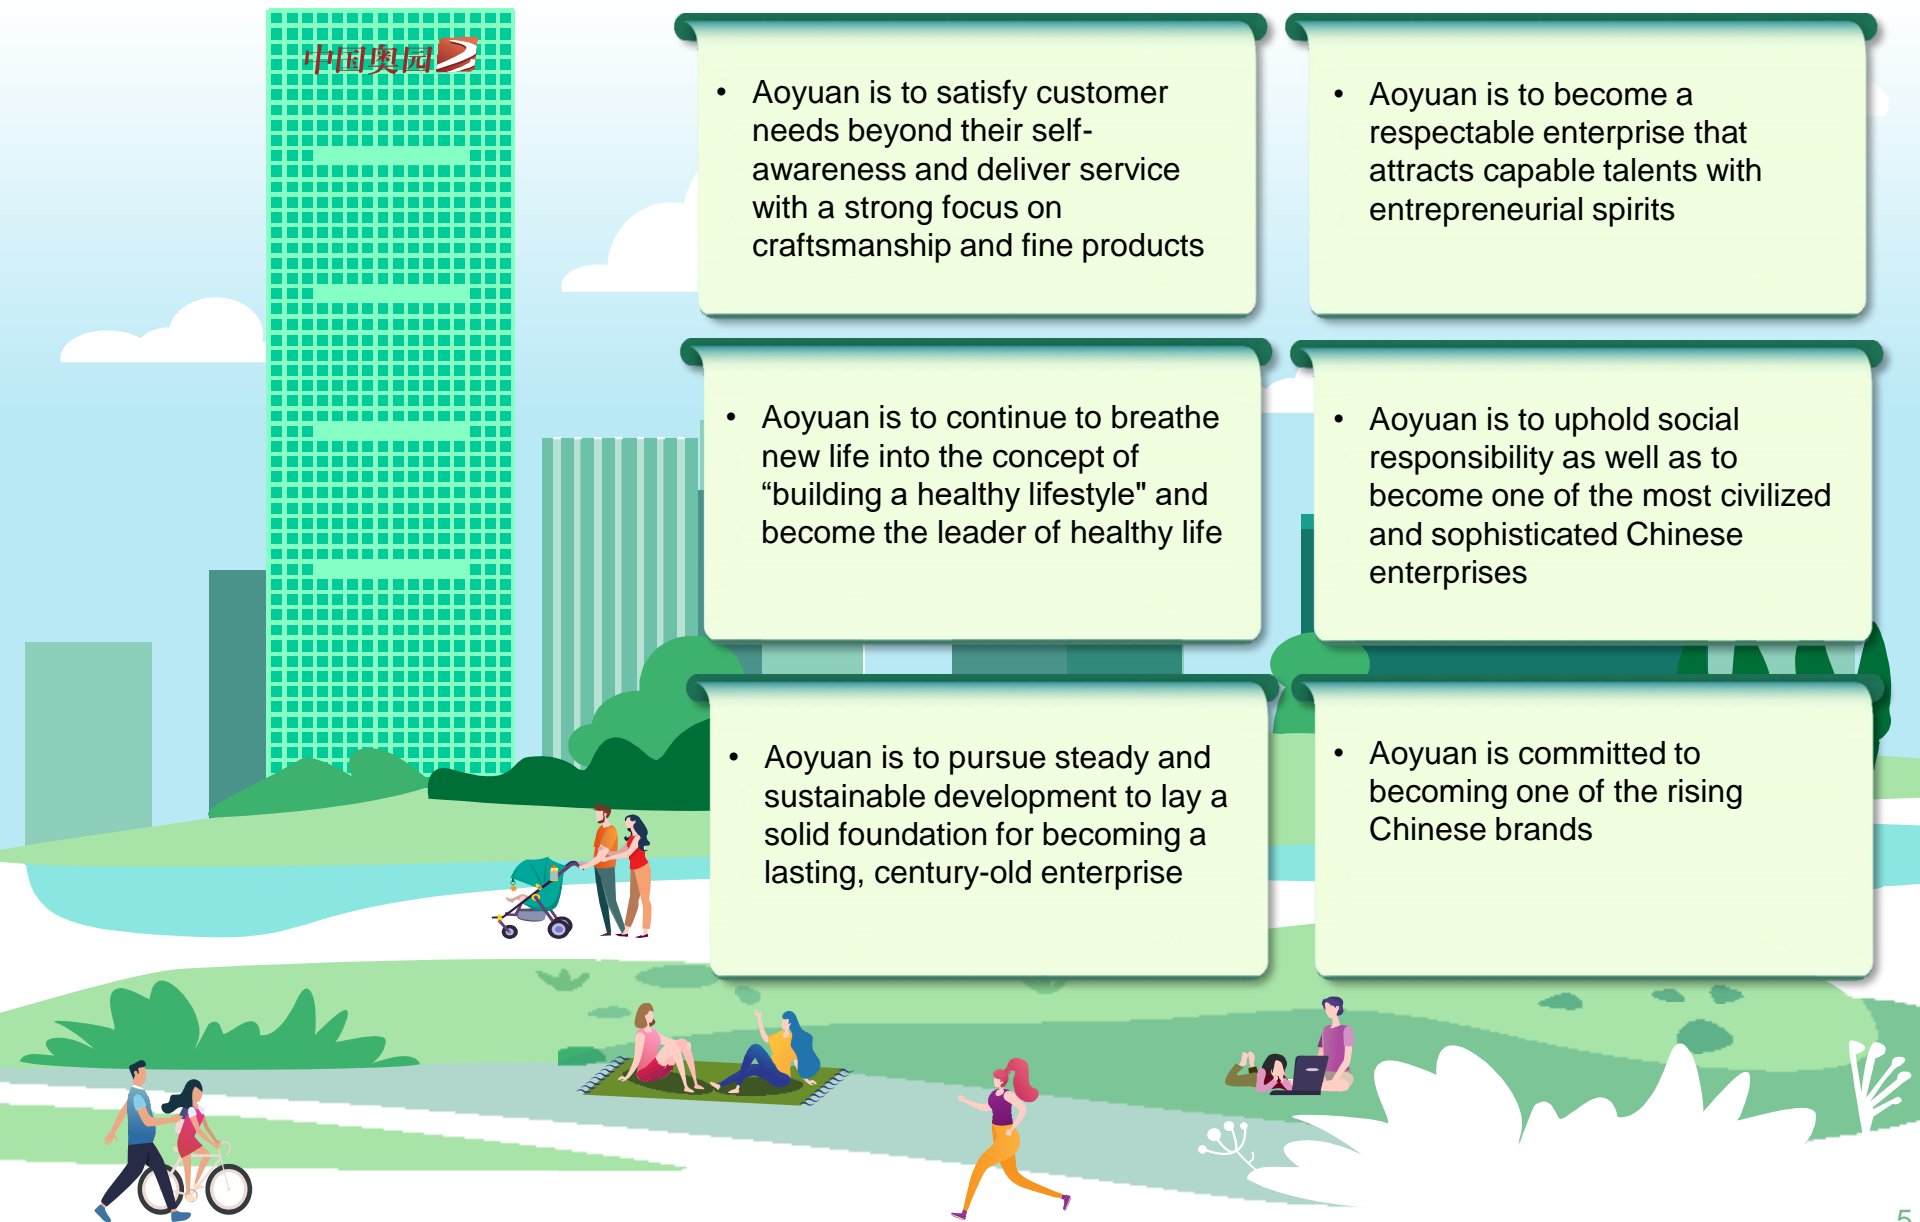 中国奥园
• Aoyuan is to satisfy customer
needs beyond their self-
awareness and deliver service
with a strong focus on
craftsmanship and fine products
• Aoyuan is to become a
respectable enterprise that
attracts capable talents with
entrepreneurial spirits
• Aoyuan is to continue to breathe
new life into the concept of
“building a healthy lifestyle" and
become the leader of healthy life
• Aoyuan is to uphold social
responsibility as well as to
become one of the most civilized
and sophisticated Chinese
enterprises
• Aoyuan is to pursue steady and
sustainable development to lay a
solid foundation for becoming a
lasting, century-old enterprise
• Aoyuan is committed to
becoming one of the rising
Chinese brands
5